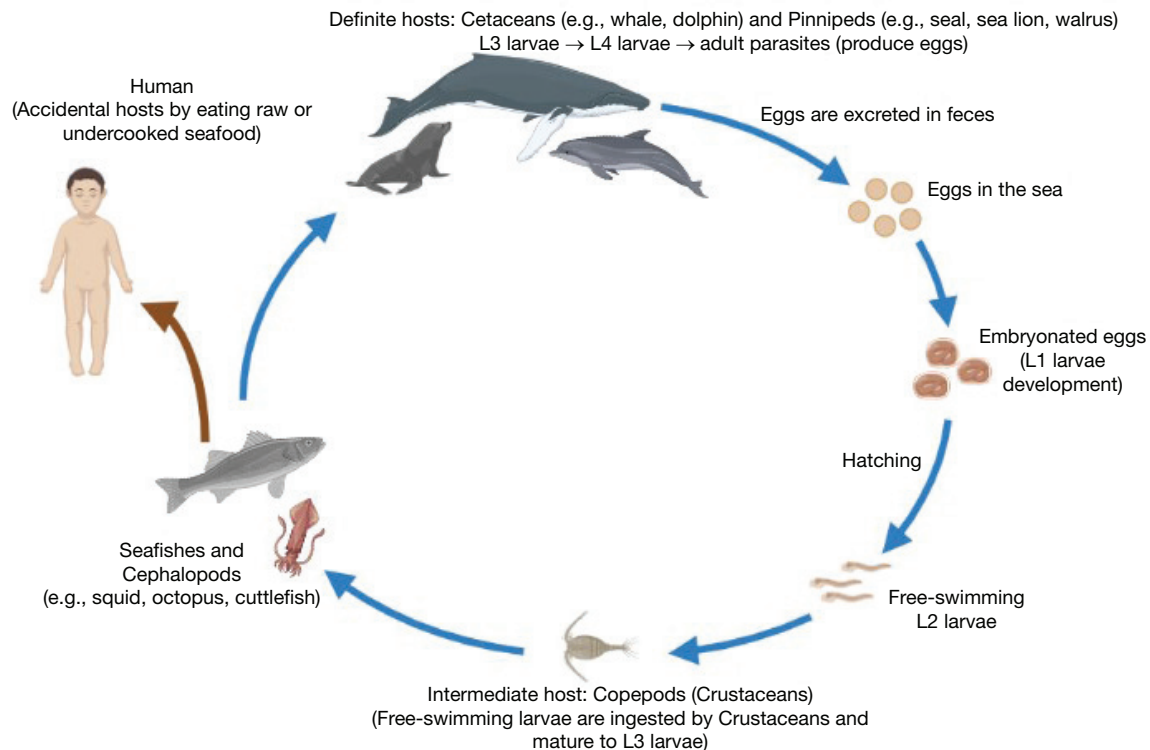 Definite hosts: Cetaceans (e.g., whale, dolphin) and Pinnipeds (e.g., seal, sea lion, walrus)
L3 larvae → L4 larvae → adult parasites (produce eggs)
Human
(Accidental hosts by eating raw or
undercooked seafood)
Eggs are excreted in feces
Eggs in the sea
Embryonated eggs
(L1 larvae
development)
Hatching
Free-swimming
L2 larvae
Intermediate host: Copepods (Crustaceans)
(Free-swimming larvae are ingested by Crustaceans and
mature to L3 larvae)
Seafishes and
Cephalopods
(e.g., squid, octopus, cuttlefish)